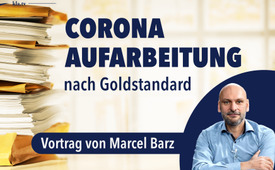 CORONA
AUFARBEITUNG
nach Goldstandard
Vortrag von Marcel Barz